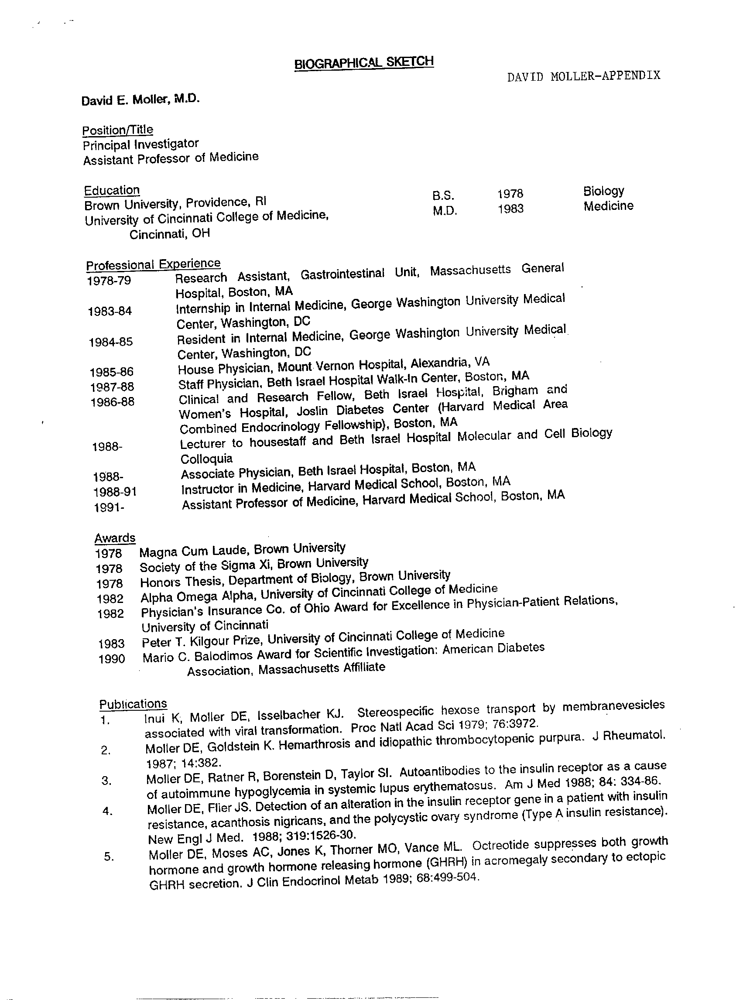 BIOGRAPHICAL SKETCH
DAVID MOLLER-APPENDIX
David E. Moller, M.D.
Position/Title
Principal Investigator
Assistant Professor of Medicine
Education
Brown University, Providence, RI B.S. 1978 Biology
University of Cincinnati College of Medicine, M.D. 1983 Medicine
Cincinnati, OH
Professional Experience
1978-79 Research Assistant, Gastrointestinal Unit, Massachusetts General
Hospital, Boston, MA
1983-84 Internship in Internal Medicine, George Washington University Medical
Center, Washington, DC
1984-85 Resident in Internal Medicine, George Washington University Medical
Center, Washington, DC
1985-86 House Physician, Mount Vernon Hospital, Alexandria, VA
1987-88 Staff Physician, Beth Israel Hospital Walk-In Center, Boston, MA
1986-88 Clinical and Research Fellow, Beth Israel Hospital, Brigham and
Women's Hospital, Joslin Diabetes Center (Harvard Medical Area
Combined Endocrinology Fellowship), Boston, MA
1988- Lecturer to housestaff and Beth Israel Hospital Molecular and Cell Biology
Colloquia
1988- Associate Physician, Beth Israel Hospital, Boston, MA
1988-91 Instructor in Medicine, Harvard Medical School, Boston, MA
1991- Assistant Professor of Medicine, Harvard Medical School, Boston, MA
Awards
1978 Magna Cum Laude, Brown University
1978 Society of the Sigma Xi, Brown University
1978 Honors Thesis, Department of Biology, Brown University
1982 Alpha Omega Alpha, University of Cincinnati College of Medicine
1982 Physician's Insurance Co. of Ohio Award for Excellence in Physician-Patient Relations,
University of Cincinnati
1983 Peter T. Kilgour Prize, University of Cincinnati College of Medicine
1990 Mario C. Balodimos Award for Scientific Investigation: American Diabetes
Association, Massachusetts Affilliate
Publications
1. Inui K, Moller DE, Isselbacher KJ. Stereospecific hexose transport by membranevesicles
associated with viral transformation. Proc Natl Acad Sci 1979; 76:3972.
2. Moller DE, Goldstein K. Hemarthrosis and idiopathic thrombocytopenic purpura. J Rheumatol.
1987; 14:382.
3. Moller DE, Ratner R, Borenstein D, Taylor SI. Autoantibodies to the insulin receptor as a cause
of autoimmune hypoglycemia in systemic lupus erythematosus. Am J Med 1988; 84: 334-86.
4. Moller DE, Flier JS. Detection of an alteration in the insulin receptor gene in a patient with insulin
resistance, acanthosis nigricans, and the polycystic ovary syndrome (Type A insulin resistance).
New Engl J Med. 1988; 319:1526-30.
5. Moller DE, Moses AC, Jones K, Thorner MO, Vance ML. Octreotide suppresses both growth
hormone and growth hormone releasing hormone (GHRH) in acromegaly secondary to ectopic
GHRH secretion. J Clin Endocrinol Metab 1989; 68:499-504.